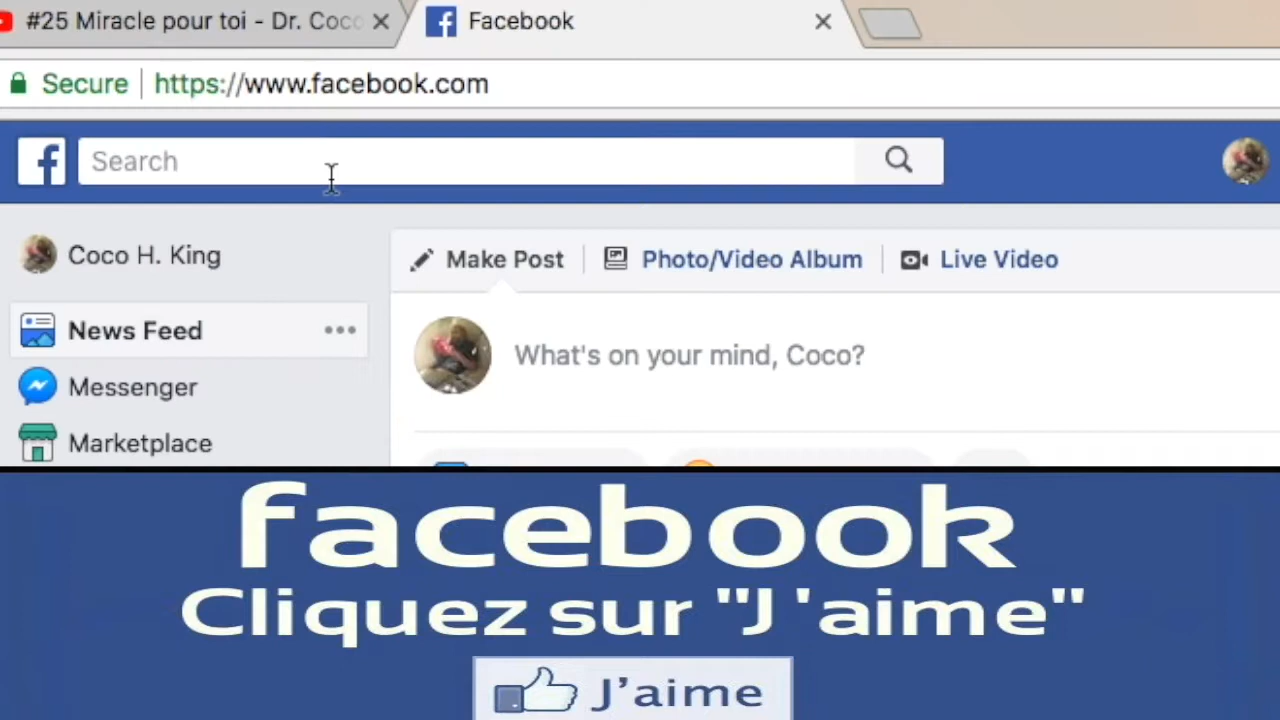 #25 Miracle pour toi - Dr. Coco
Facebook
Secure
https://www.facebook.com
Search
Coco H. King
Make Post
Photo/Video Album
Live Video
News Feed
What's on your mind, Coco?
Messenger
Marketplace
facebook
Cliquez sur "J 'aime"
J'aime